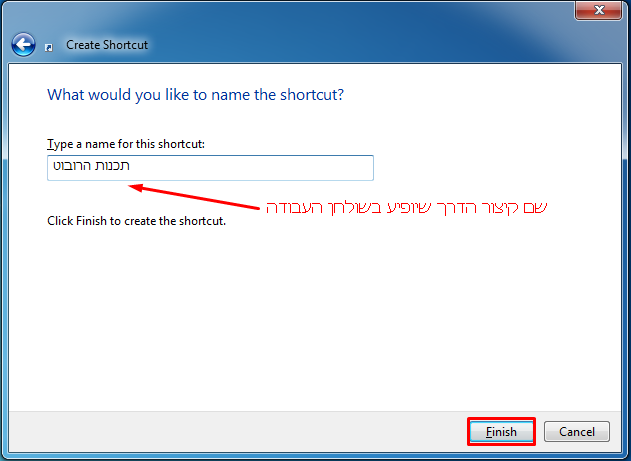 Create Shortcut
What would you like to name the shortcut?
Type a name for this shortcut:
תכנות הרובוט
שם קיצור הדרך שיופיע בשולחן העבודה
Click Finish to create the shortcut.
Finish
Cancel